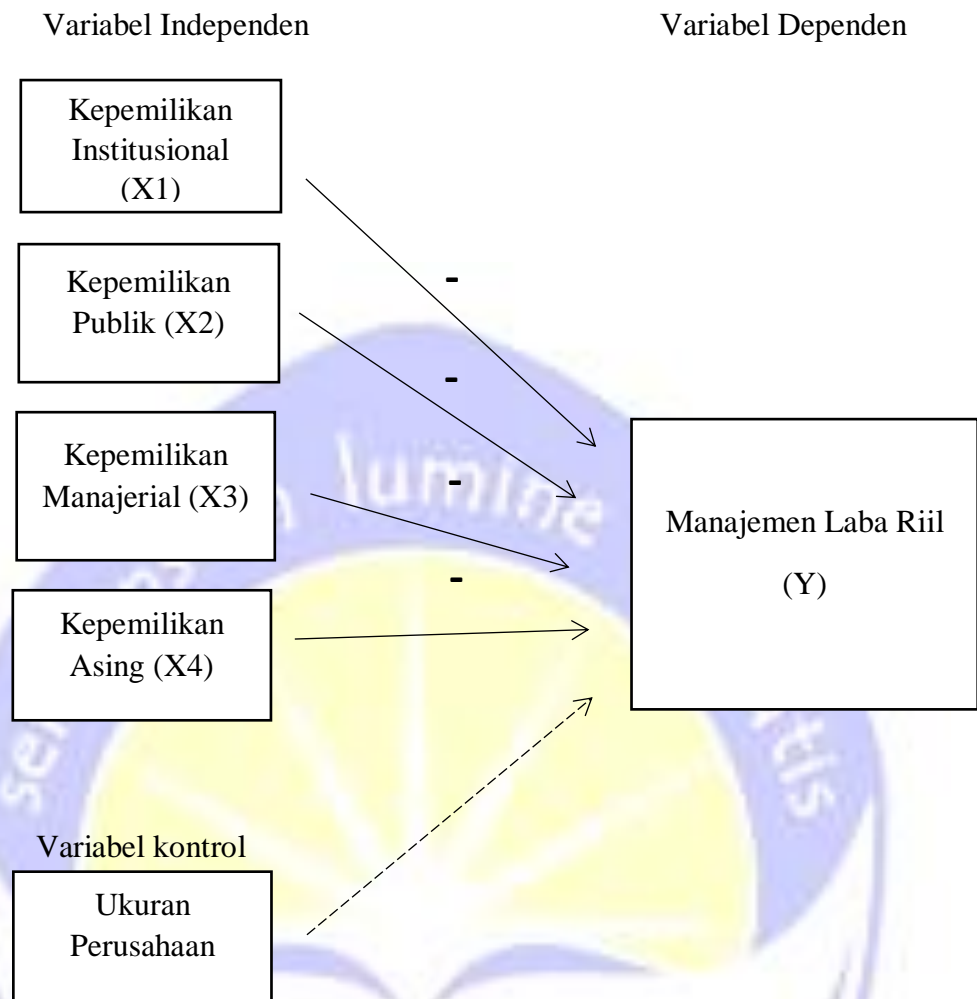 Variabel Independen
Variabel Dependen
Kepemilikan
Institusional
(X1)
Kepemilikan
Publik (X2)
Kepemilikan
Manajerial (X3)
Kepemilikan
Asing (X4)
-
-
-
-
Manajemen Laba Riil
(Y)
Variabel kontrol
Ukuran
Perusahaan
lumine